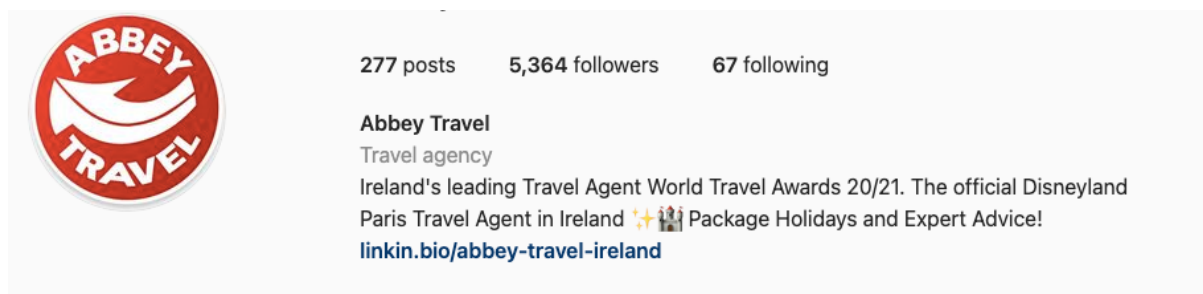 ABBEY
TRAVEL
277 posts 5,364 followers 67 following
Abbey Travel
Travel agency
Ireland's leading Travel Agent World Travel Awards 20/21. The official Disneyland
Paris Travel Agent in Ireland ✨🏰 Package Holidays and Expert Advice!
linkin.bio/abbey-travel-ireland